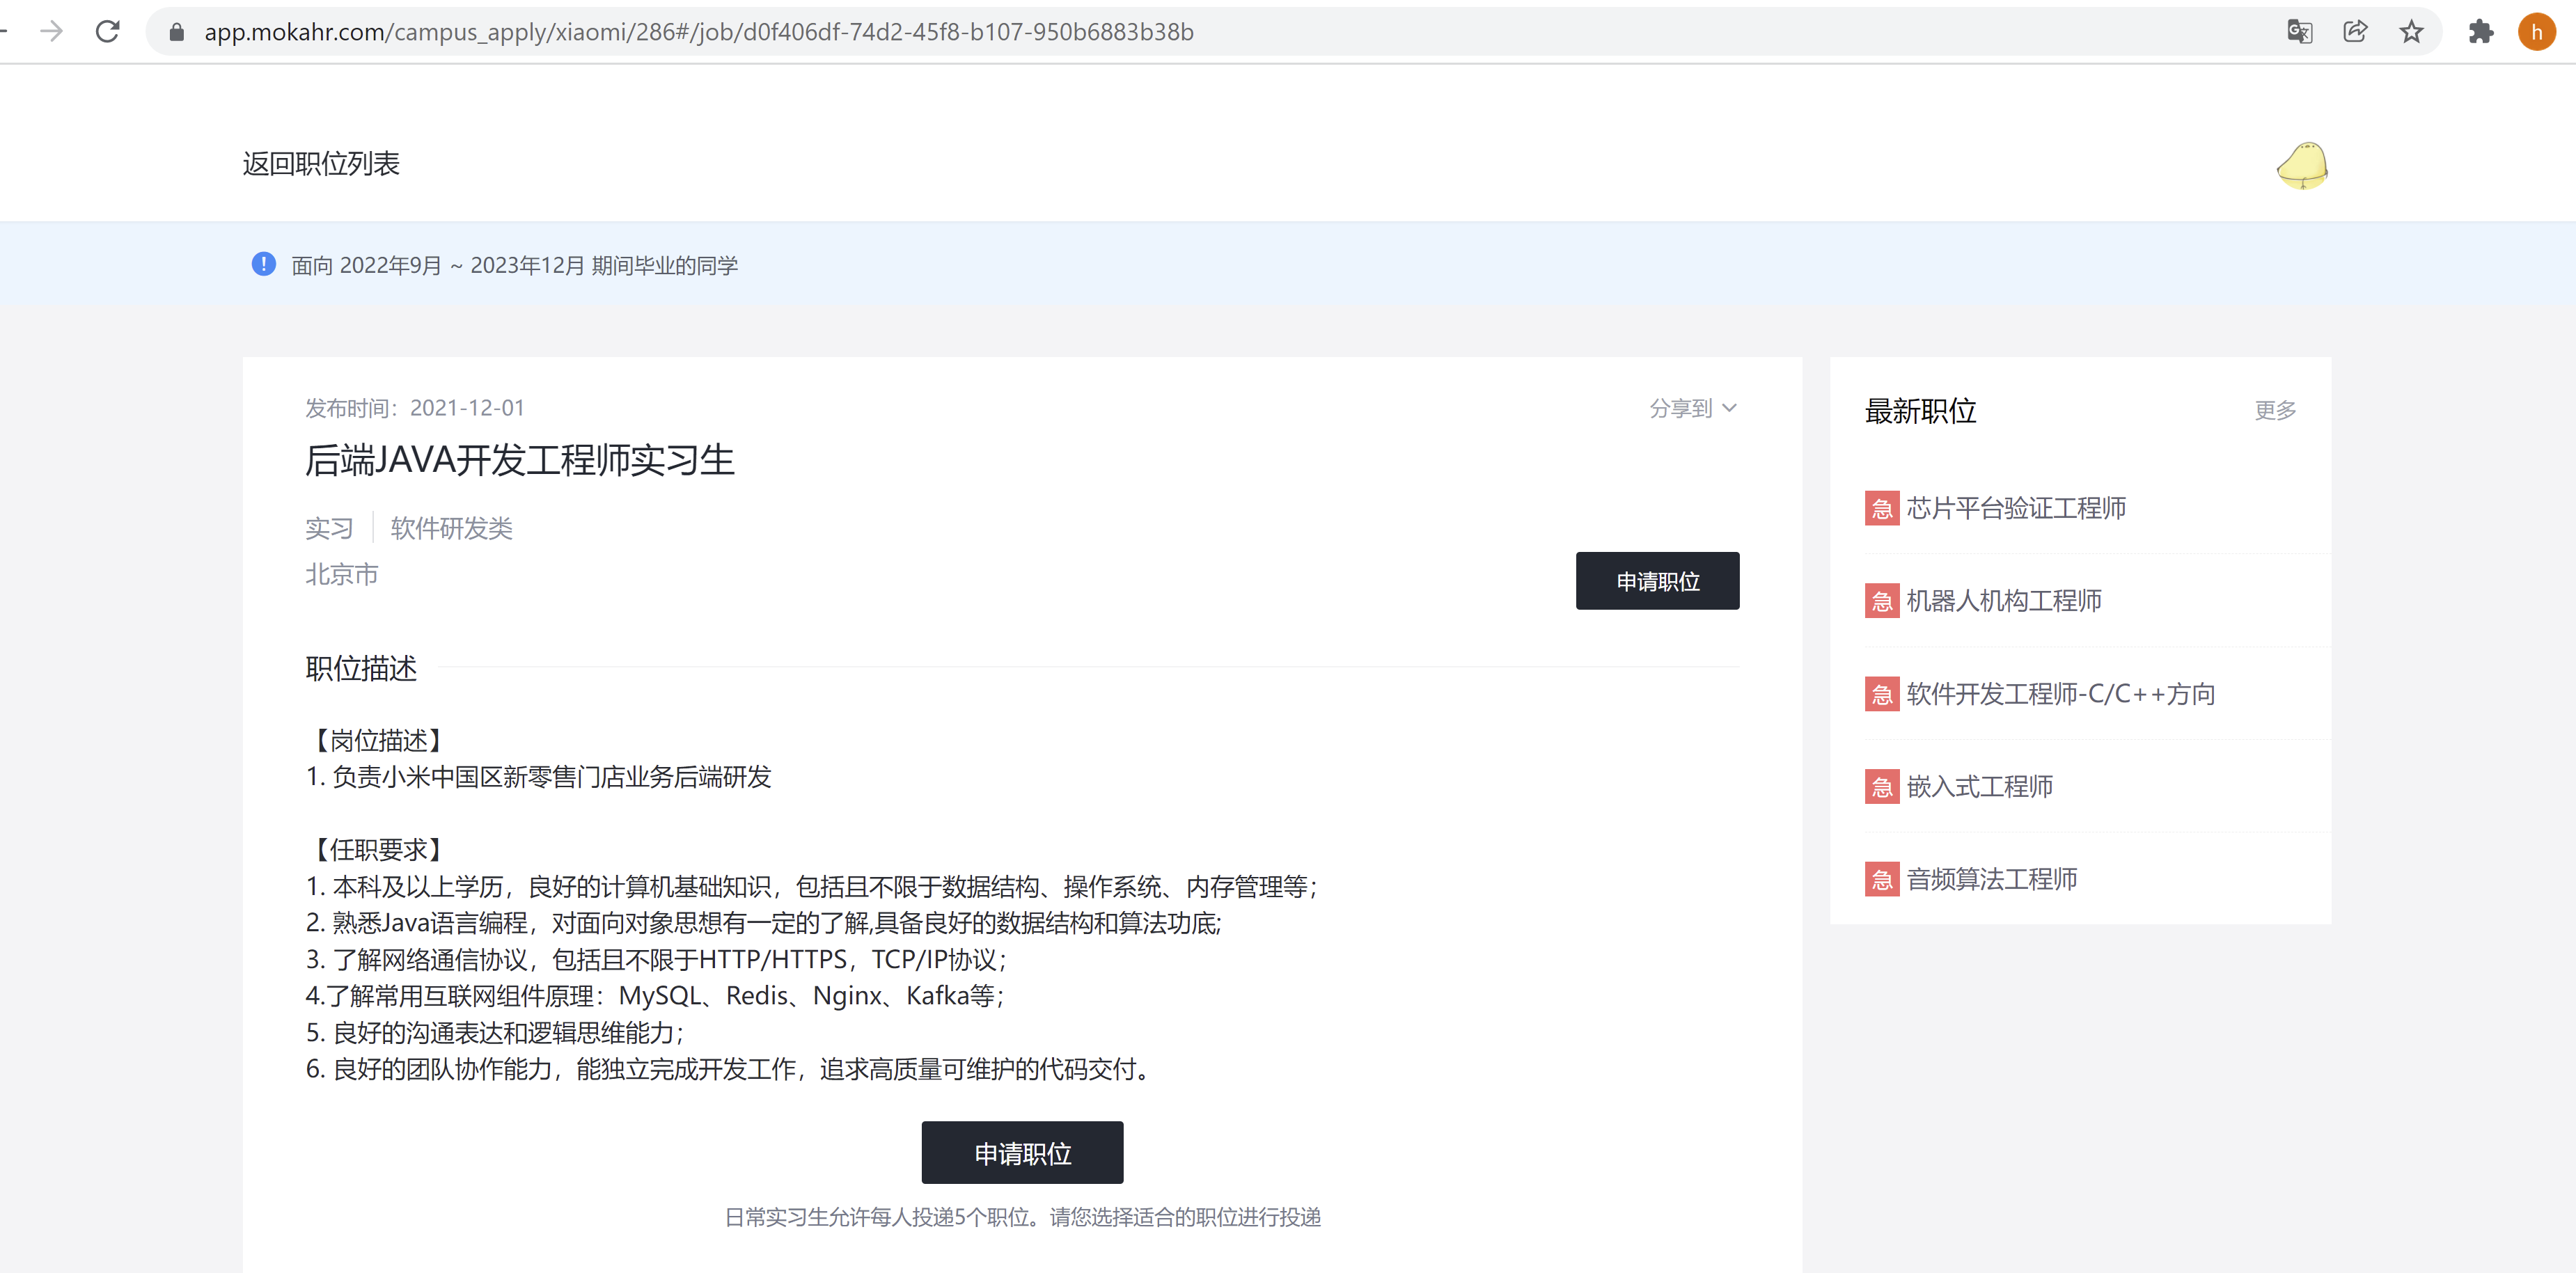 app.mokahr.com/campus_apply/xiaomi/286#/job/d0f406df-74d2-45f8-b107-950b6883b38b
h
返回职位列表
面向 2022年9月 ~ 2023年12月 期间毕业的同学
发布时间：2021-12-01
分享到
后端JAVA开发工程师实习生
实习
软件研发类
北京市
申请职位
职位描述
【岗位描述】
1. 负责小米中国区新零售门店业务后端研发
【任职要求】
1. 本科及以上学历，良好的计算机基础知识，包括且不限于数据结构、操作系统、内存管理等；
2. 熟悉Java语言编程，对面向对象思想有一定的了解,具备良好的数据结构和算法功底;
3. 了解网络通信协议，包括且不限于HTTP/HTTPS，TCP/IP协议；
4.了解常用互联网组件原理：MySQL、Redis、Nginx、Kafka等；
5. 良好的沟通表达和逻辑思维能力；
6. 良好的团队协作能力，能独立完成开发工作，追求高质量可维护的代码交付。
申请职位
日常实习生允许每人投递5个职位。请您选择适合的职位进行投递
最新职位
更多
急 芯片平台验证工程师
急 机器人机构工程师
急 软件开发工程师-C/C++方向
急 嵌入式工程师
急 音频算法工程师